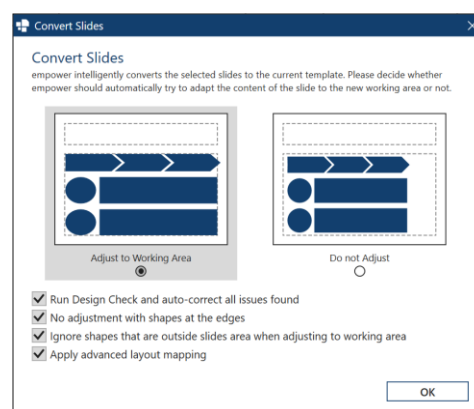 Convert Slides
Convert Slides
empower intelligently converts the selected slides to the current template. Please decide whether
empower should automatically try to adapt the content of the slide to the new working area or not.
Adjust to Working Area
Do not Adjust
Run Design Check and auto-correct all issues found
No adjustment with shapes at the edges
Ignore shapes that are outside slides area when adjusting to working area
Apply advanced layout mapping
OK